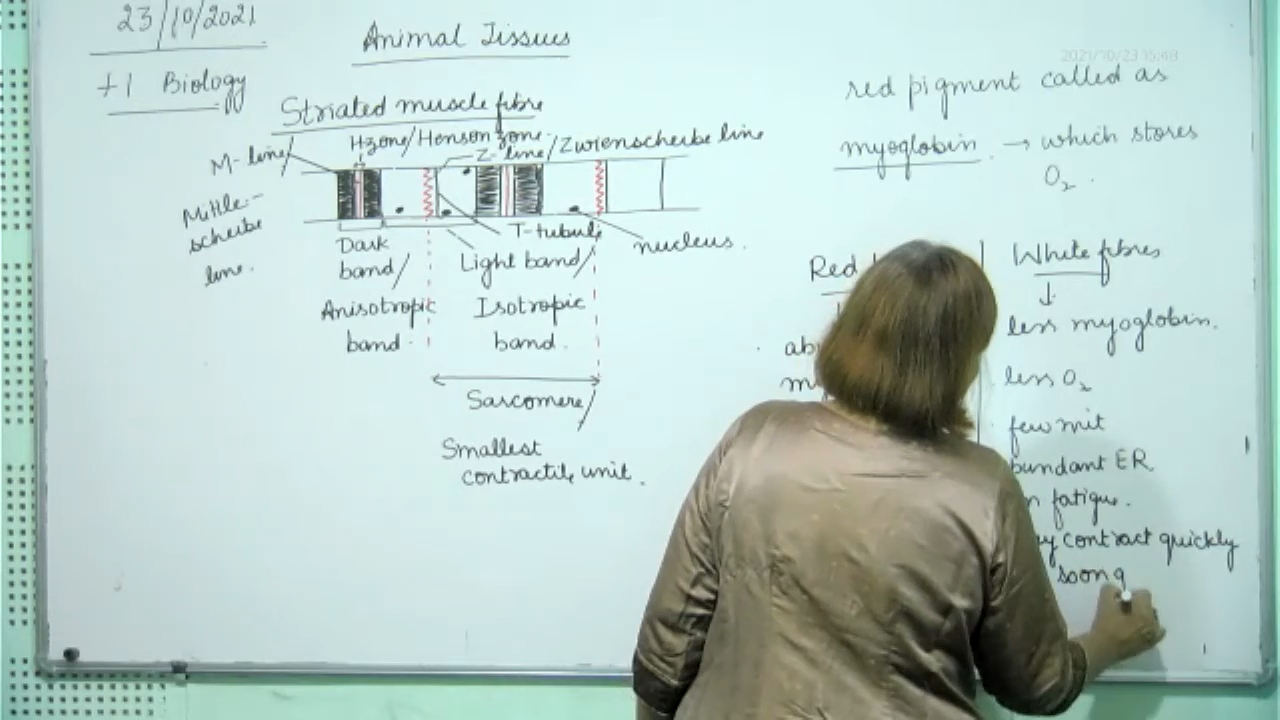 23/10/2021
+1 Biology
Animal Tissues
Striated muscle fibre
Hzone/Henson zone.
M-line/
Z-line/Zwienscheibe line
Mittle:-
scheibe
line.
Dark
band/
Anisotropic
band.
T-tubule
Light band/
Isotropic
band.
nucleus.
Sarcomere/
Smallest
contractile unit.
2021/10/23 15:48
red pigment called as
myoglobin → which stores
O2.
Red
White fibres
↓
less myoglobin.
less O2
few mit
ER
fatigue.
contract quickly
soon